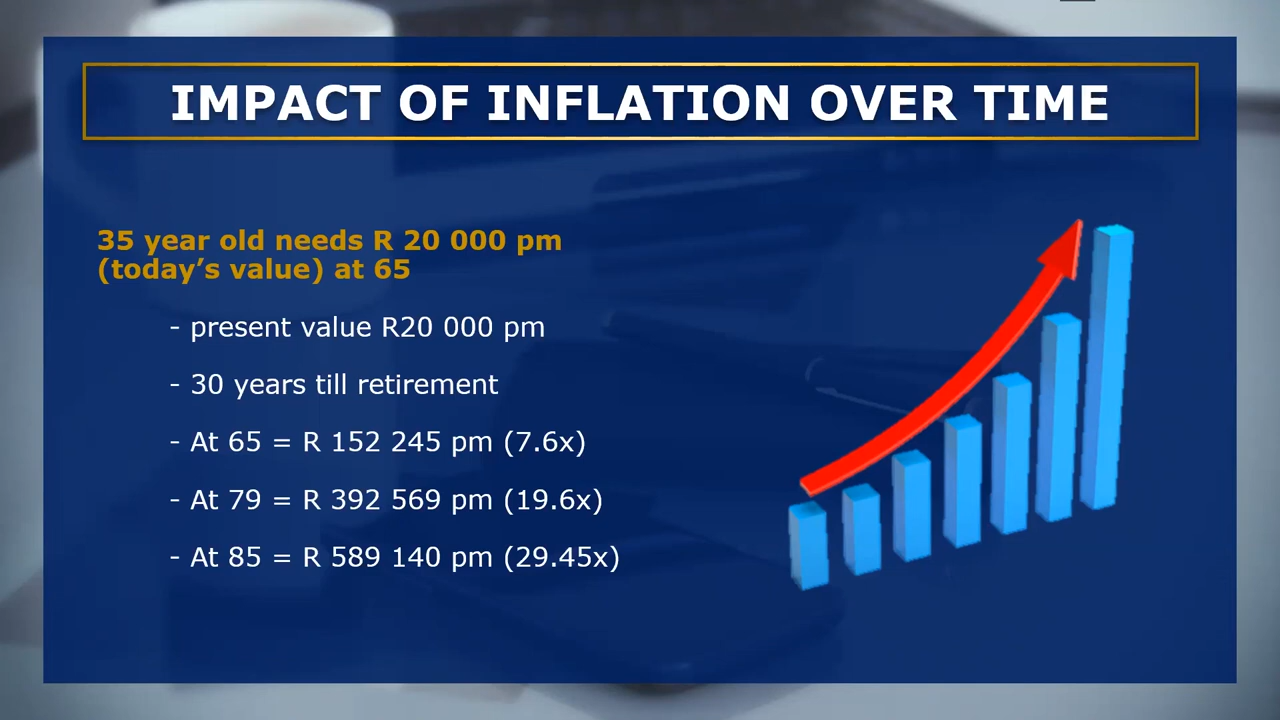 IMPACT OF INFLATION OVER TIME
35 year old needs R 20 000 pm
(today’s value) at 65
- present value R20 000 pm
- 30 years till retirement
- At 65 = R 152 245 pm (7.6x)
- At 79 = R 392 569 pm (19.6x)
- At 85 = R 589 140 pm (29.45x)